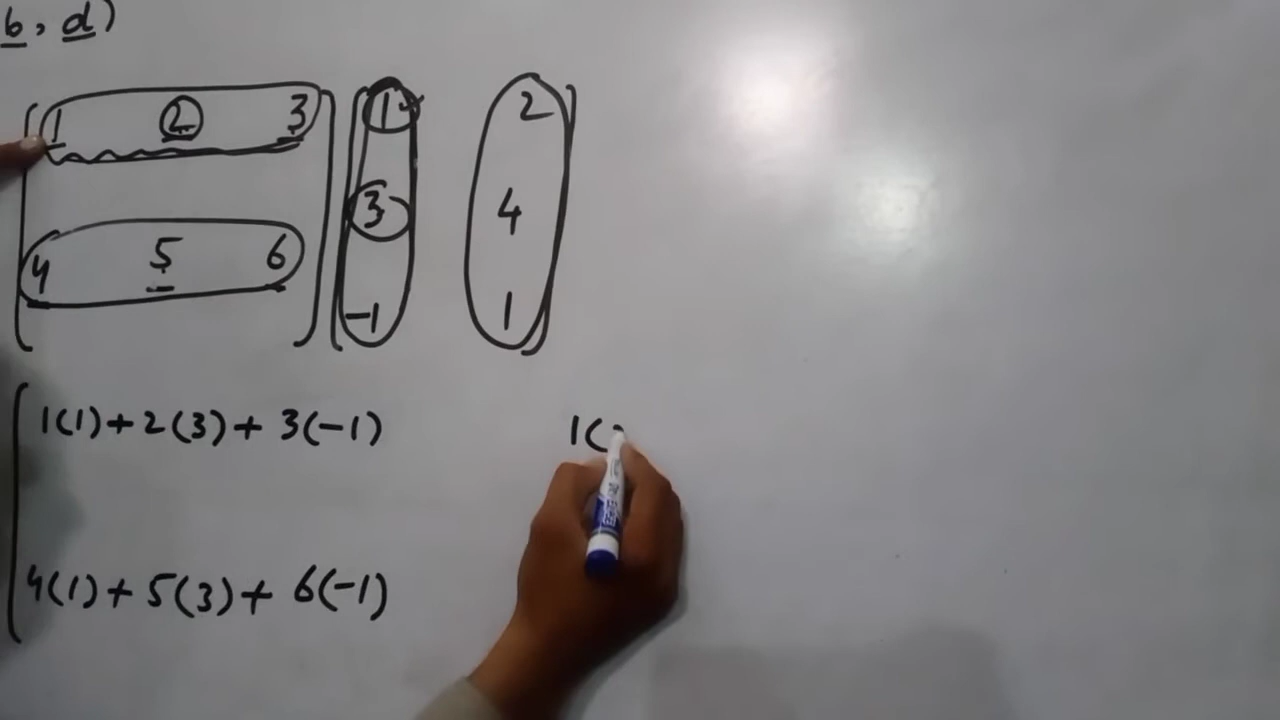 b, d)
1 2 3 1 2
3 4
4 5 6
-1 1
1(1)+2(3)+ 3(-1) 1(
4(1)+ 5(3)+ 6(-1)